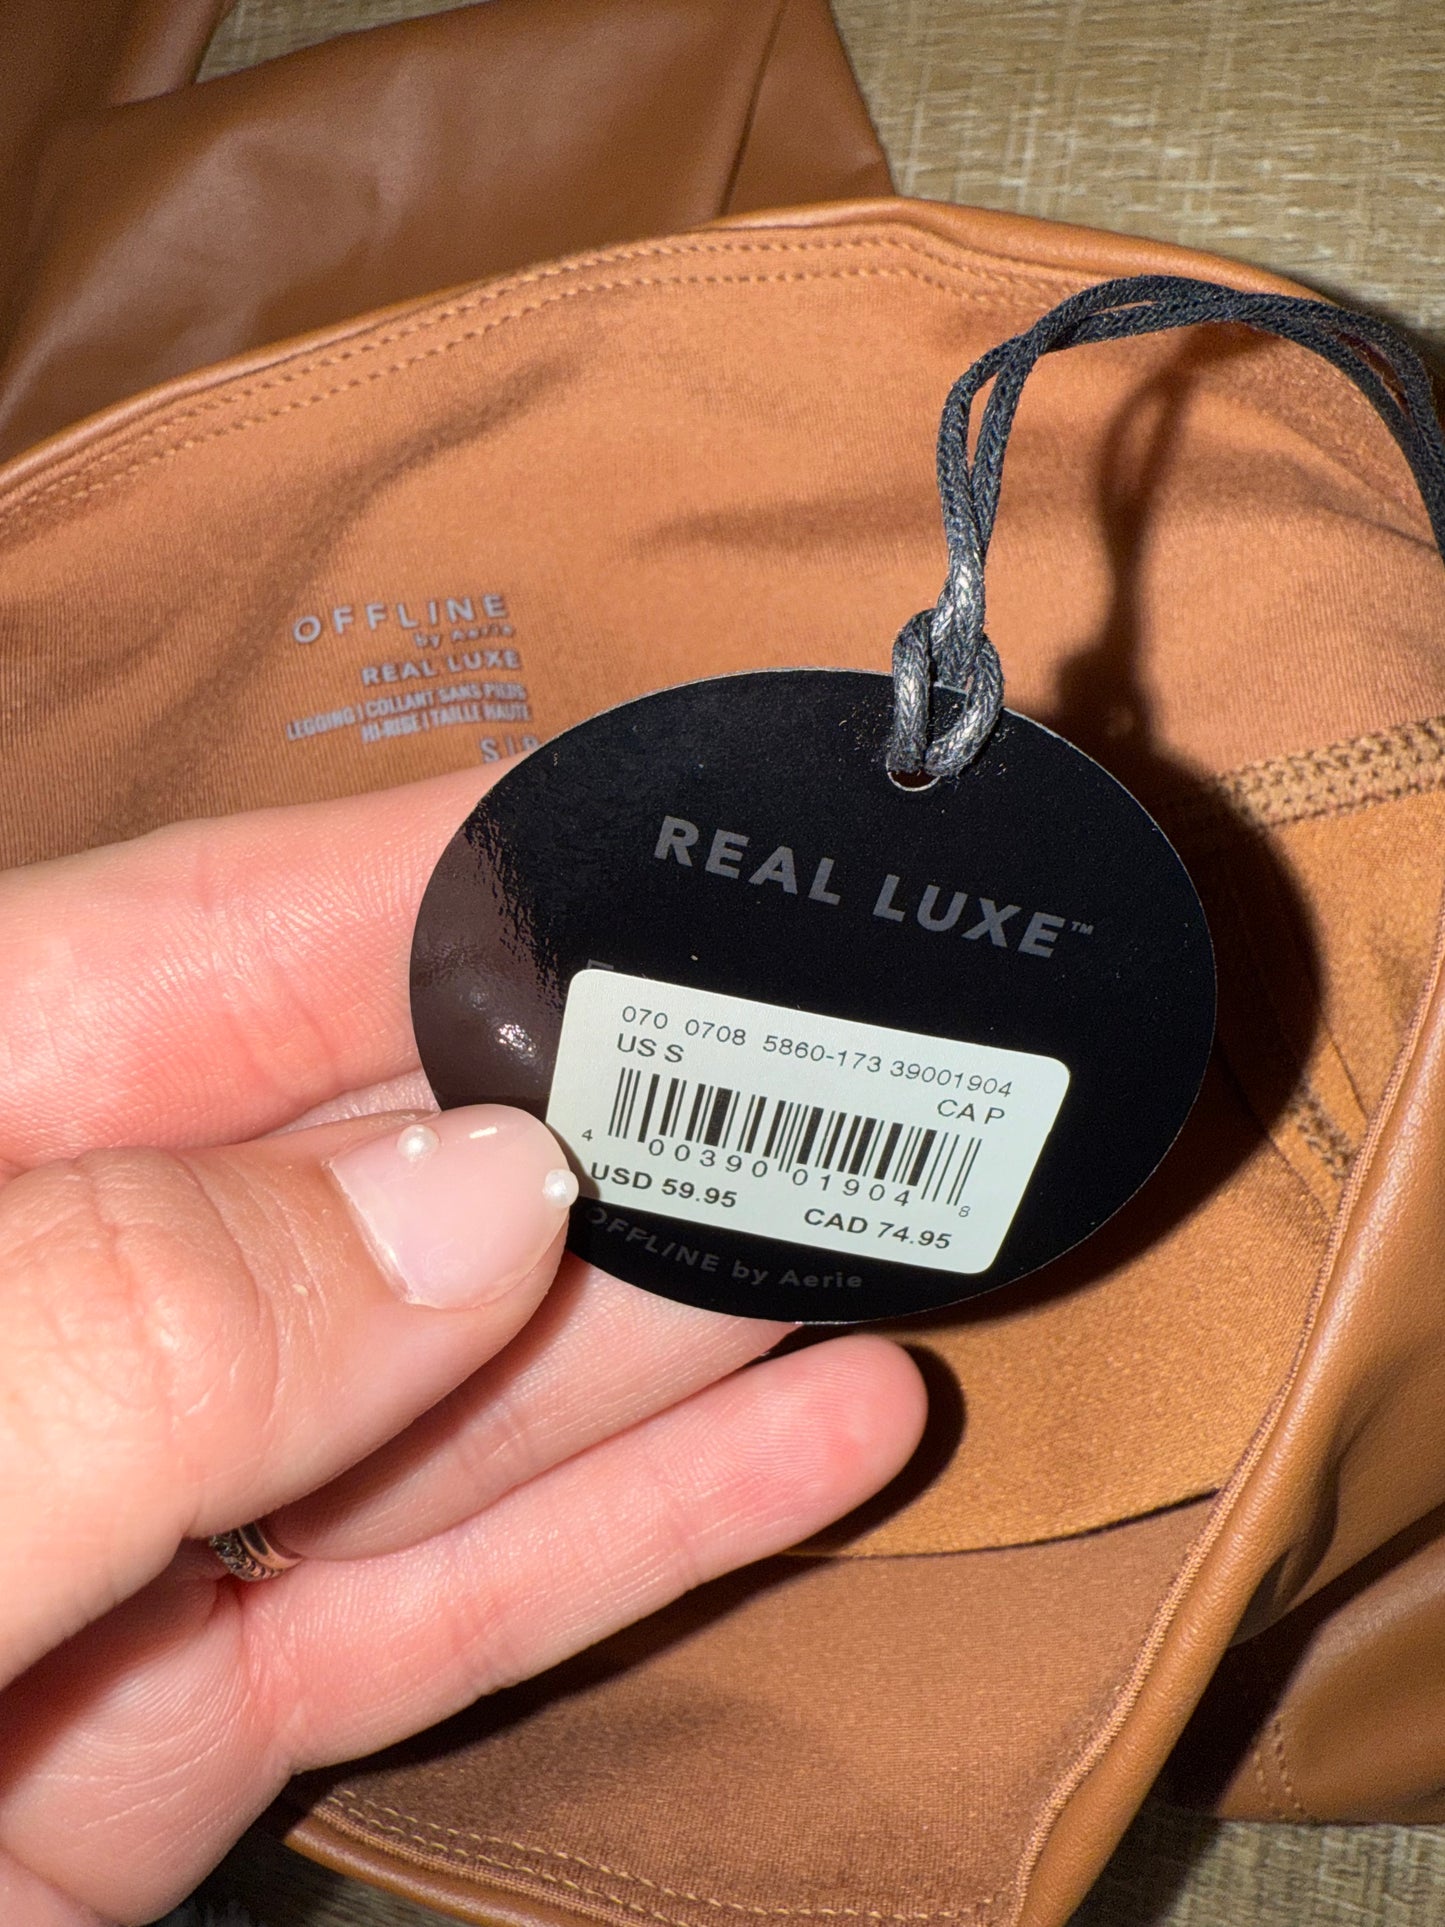 OFFLINE
by Aerie
REAL LUXE
LEGGING | COLLANT SANS PIEDS
HI-RISE | TAILLE HAUTE
S |
REAL LUXE™
070 0708 5860-173 39001904
US S
CA P
4 00390 01904 8
USD 59.95
CAD 74.95
OFFLINE by Aerie